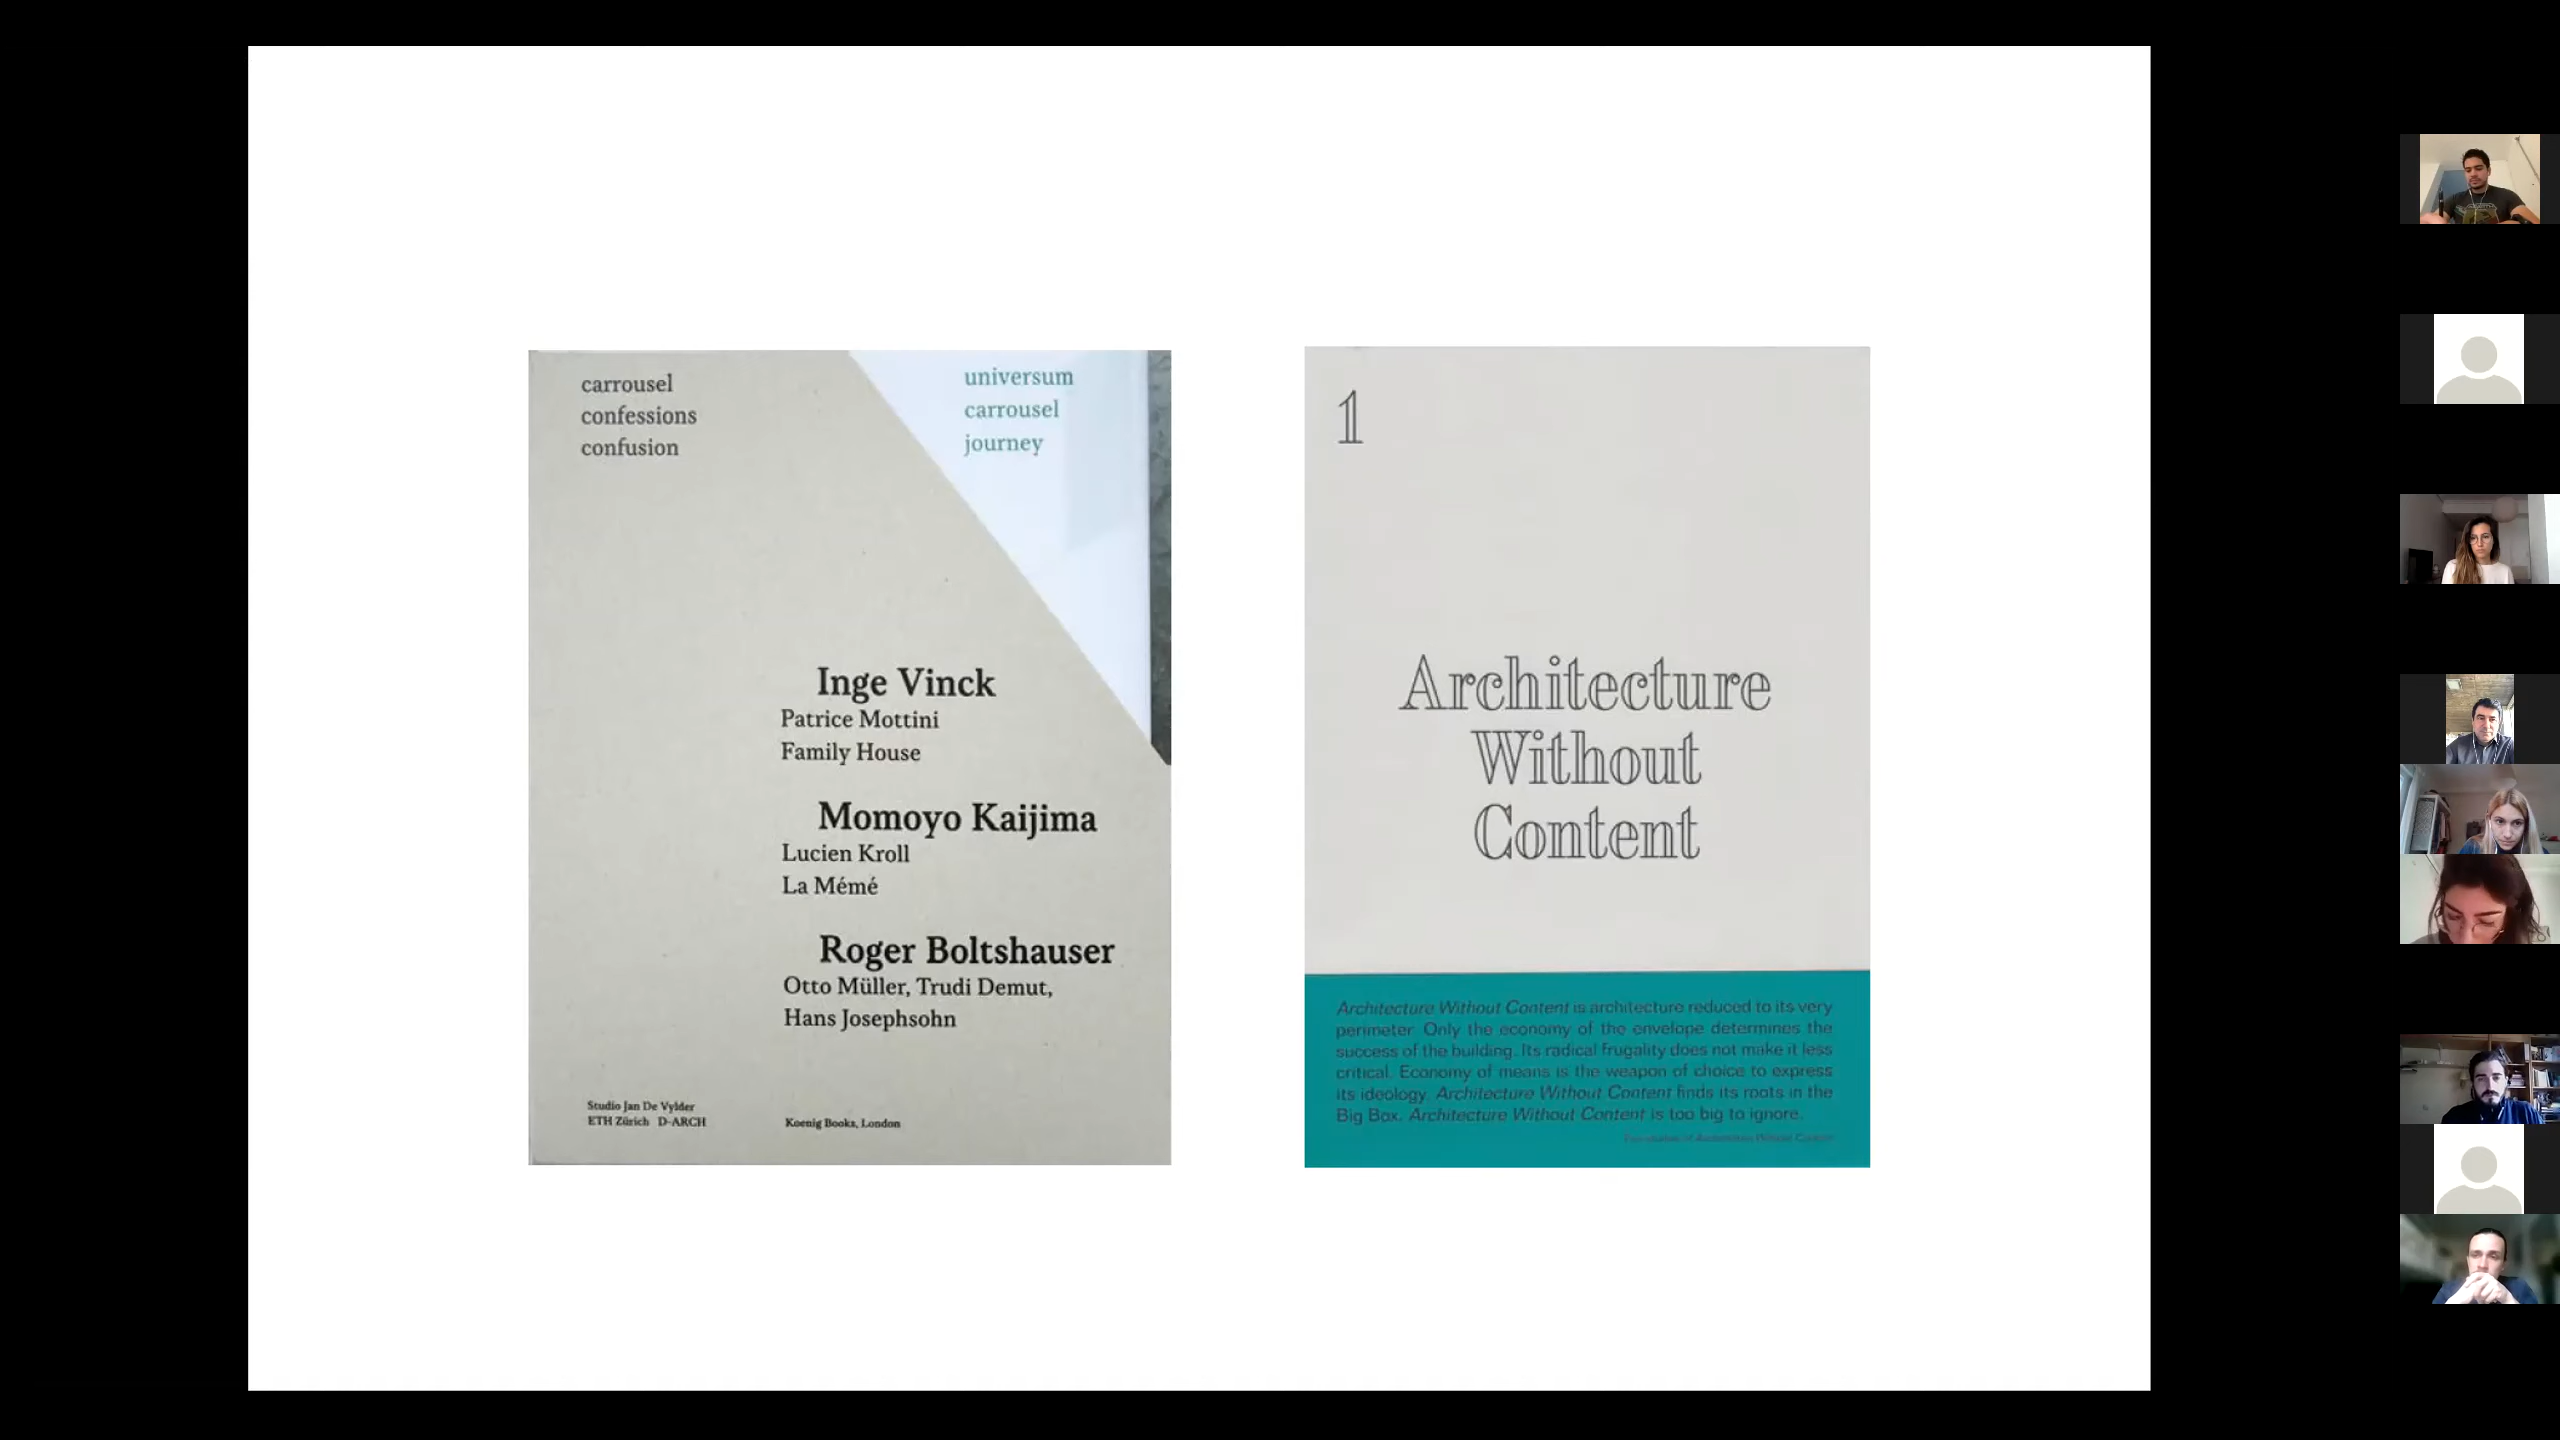 carrousel
confessions
confusion
universum
carrousel
journey
Inge Vinck
Patrice Mottini
Family House
Momoyo Kaijima
Lucien Kroll
La Mémé
Roger Boltshauser
Otto Müller, Trudi Demut,
Hans Josephsohn
Studio Jan De Vylder
ETH Zürich D-ARCH
Koenig Books, London
1
Architecture
Without
Content
Architecture Without Content is architecture reduced to its very
perimeter. Only the economy of the envelope determines the
success of the building. Its radical frugality does not make it less
critical. Economy of means is the weapon of choice to express
its ideology. Architecture Without Content finds its roots in the
Big Box. Architecture Without Content is too big to ignore.